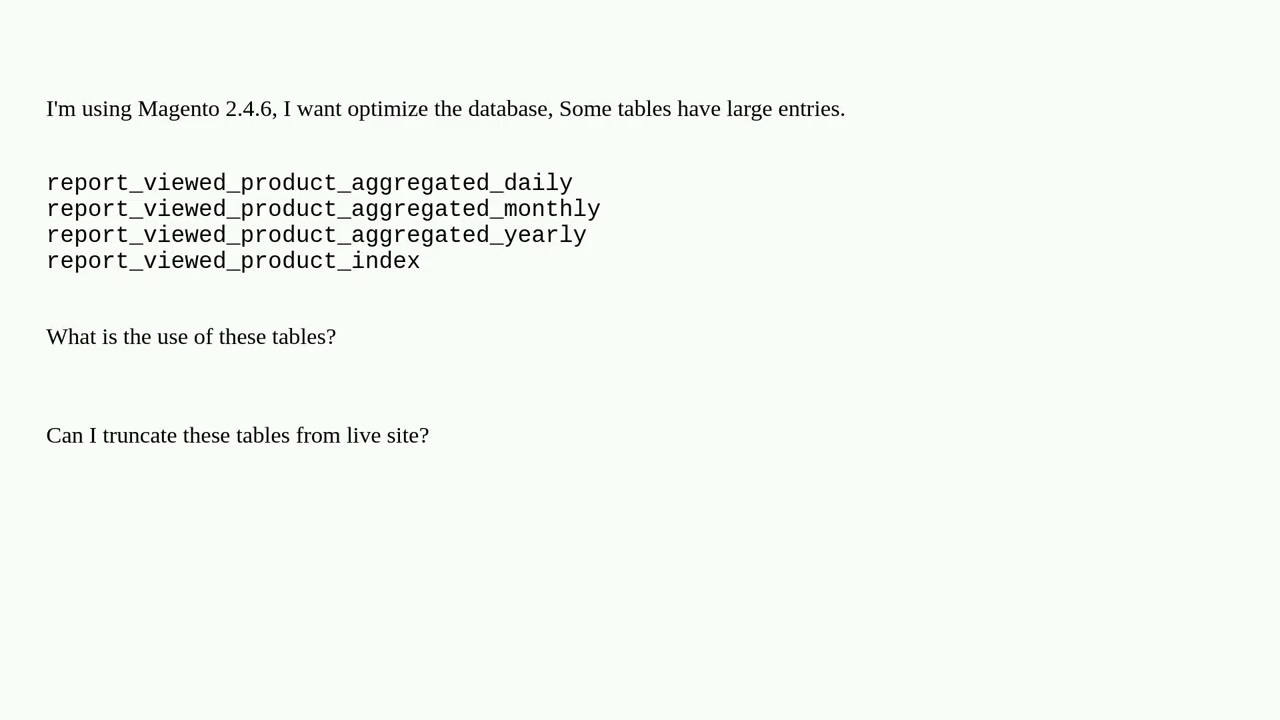 I'm using Magento 2.4.6, I want optimize the database, Some tables have large entries.
report_viewed_product_aggregated_daily
report_viewed_product_aggregated_monthly
report_viewed_product_aggregated_yearly
report_viewed_product_index
What is the use of these tables?
Can I truncate these tables from live site?